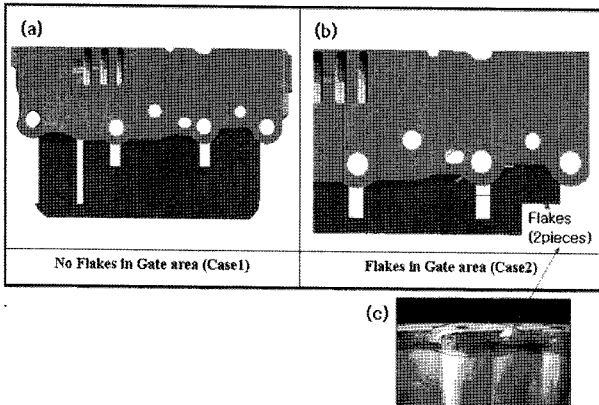 (a)
(b)
Flakes
(2pieces)
No Flakes in Gate area (Case1)
Flakes in Gate area (Case2)
(c)